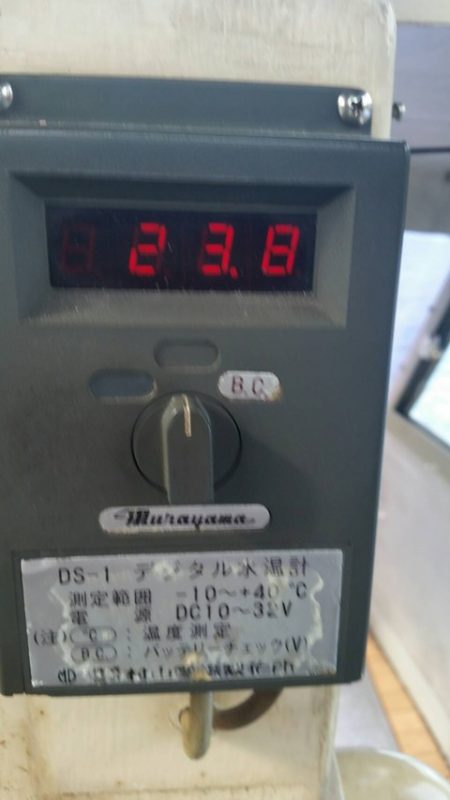 23.8
B.C.
Murayama
DS-1 デジタル水温計
測定範囲 -10~+40℃
電 源 DC10~32V
(注) ℃ : 温度測定
B.C. : バッテリーチェック(V)